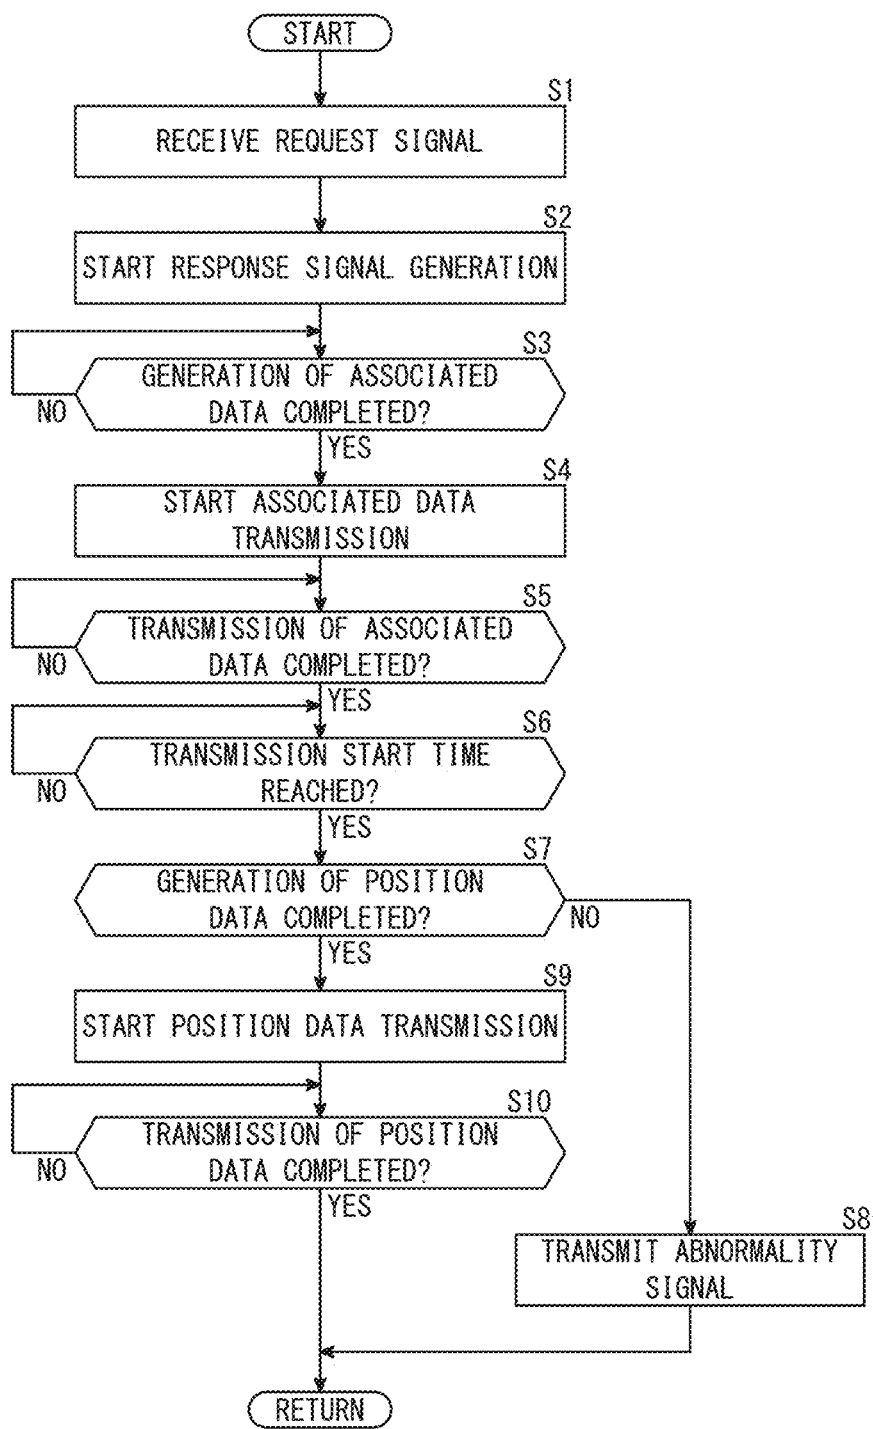 START
S1
RECEIVE REQUEST SIGNAL
S2
START RESPONSE SIGNAL GENERATION
S3
GENERATION OF ASSOCIATED
DATA COMPLETED?
NO
YES
S4
START ASSOCIATED DATA
TRANSMISSION
S5
TRANSMISSION OF ASSOCIATED
DATA COMPLETED?
NO
YES
S6
TRANSMISSION START TIME
REACHED?
NO
YES
S7
GENERATION OF POSITION
DATA COMPLETED?
NO
YES
S9
START POSITION DATA TRANSMISSION
S10
TRANSMISSION OF POSITION
DATA COMPLETED?
NO
YES
S8
TRANSMIT ABNORMALITY
SIGNAL
RETURN